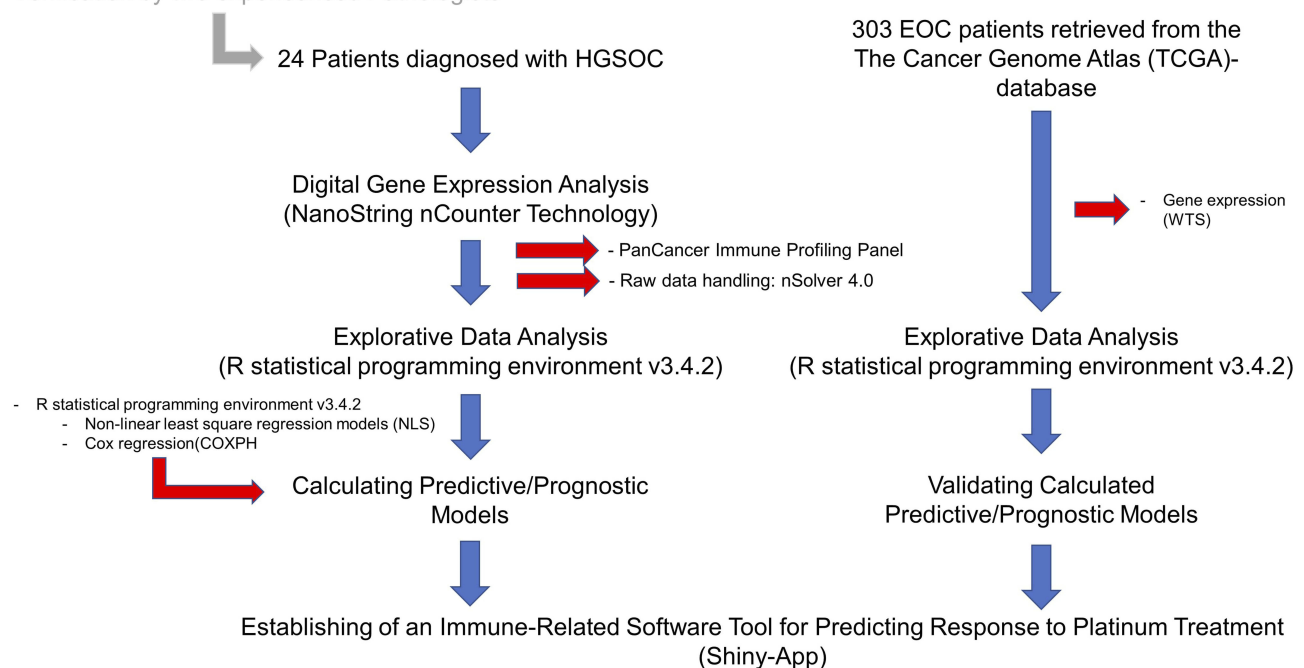 24 Patients diagnosed with HGSOC
Digital Gene Expression Analysis
(NanoString nCounter Technology)
- PanCancer Immune Profiling Panel
- Raw data handling: nSolver 4.0
Explorative Data Analysis
(R statistical programming environment v3.4.2)
- R statistical programming environment v3.4.2
- Non-linear least square regression models (NLS)
- Cox regression(COXPH
Calculating Predictive/Prognostic
Models
303 EOC patients retrieved from the
The Cancer Genome Atlas (TCGA)-
database
- Gene expression
(WTS)
Explorative Data Analysis
(R statistical programming environment v3.4.2)
Validating Calculated
Predictive/Prognostic Models
Establishing of an Immune-Related Software Tool for Predicting Response to Platinum Treatment
(Shiny-App)